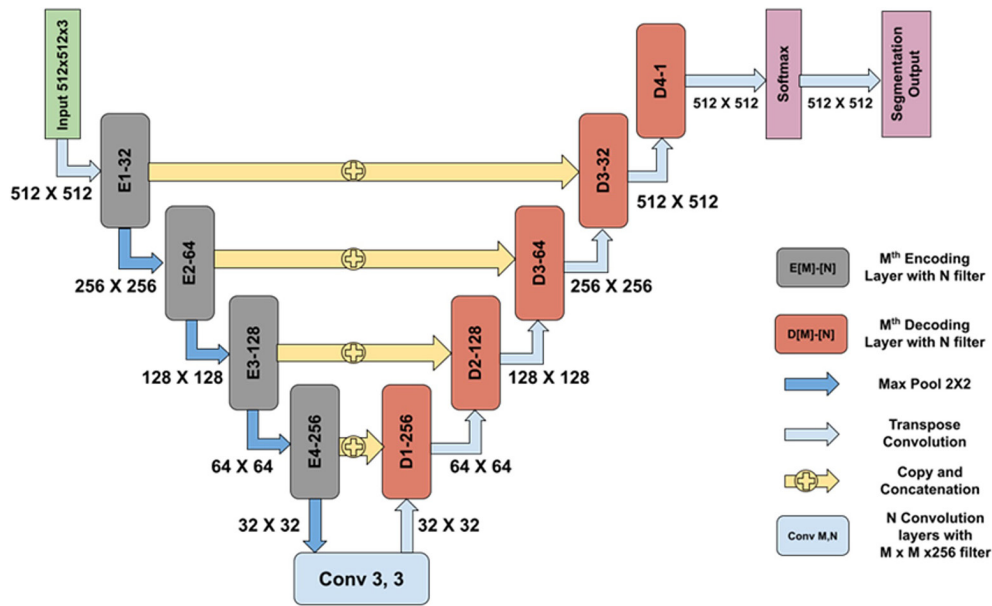 Input 512x512x3
512 X 512
E1-32
256 X 256
E2-64
128 X 128
E3-128
64 X 64
E4-256
32 X 32
Conv 3, 3
32 X 32
D1-256
64 X 64
D2-128
128 X 128
D3-64
256 X 256
D3-32
512 X 512
D4-1
512 X 512
Softmax
512 X 512
Segmentation
Output
E[M]-[N]
Mth Encoding
Layer with N filter
D[M]-[N]
Mth Decoding
Layer with N filter
Max Pool 2X2
Transpose
Convolution
Copy and
Concatenation
Conv M,N
N Convolution
layers with
M x M x256 filter